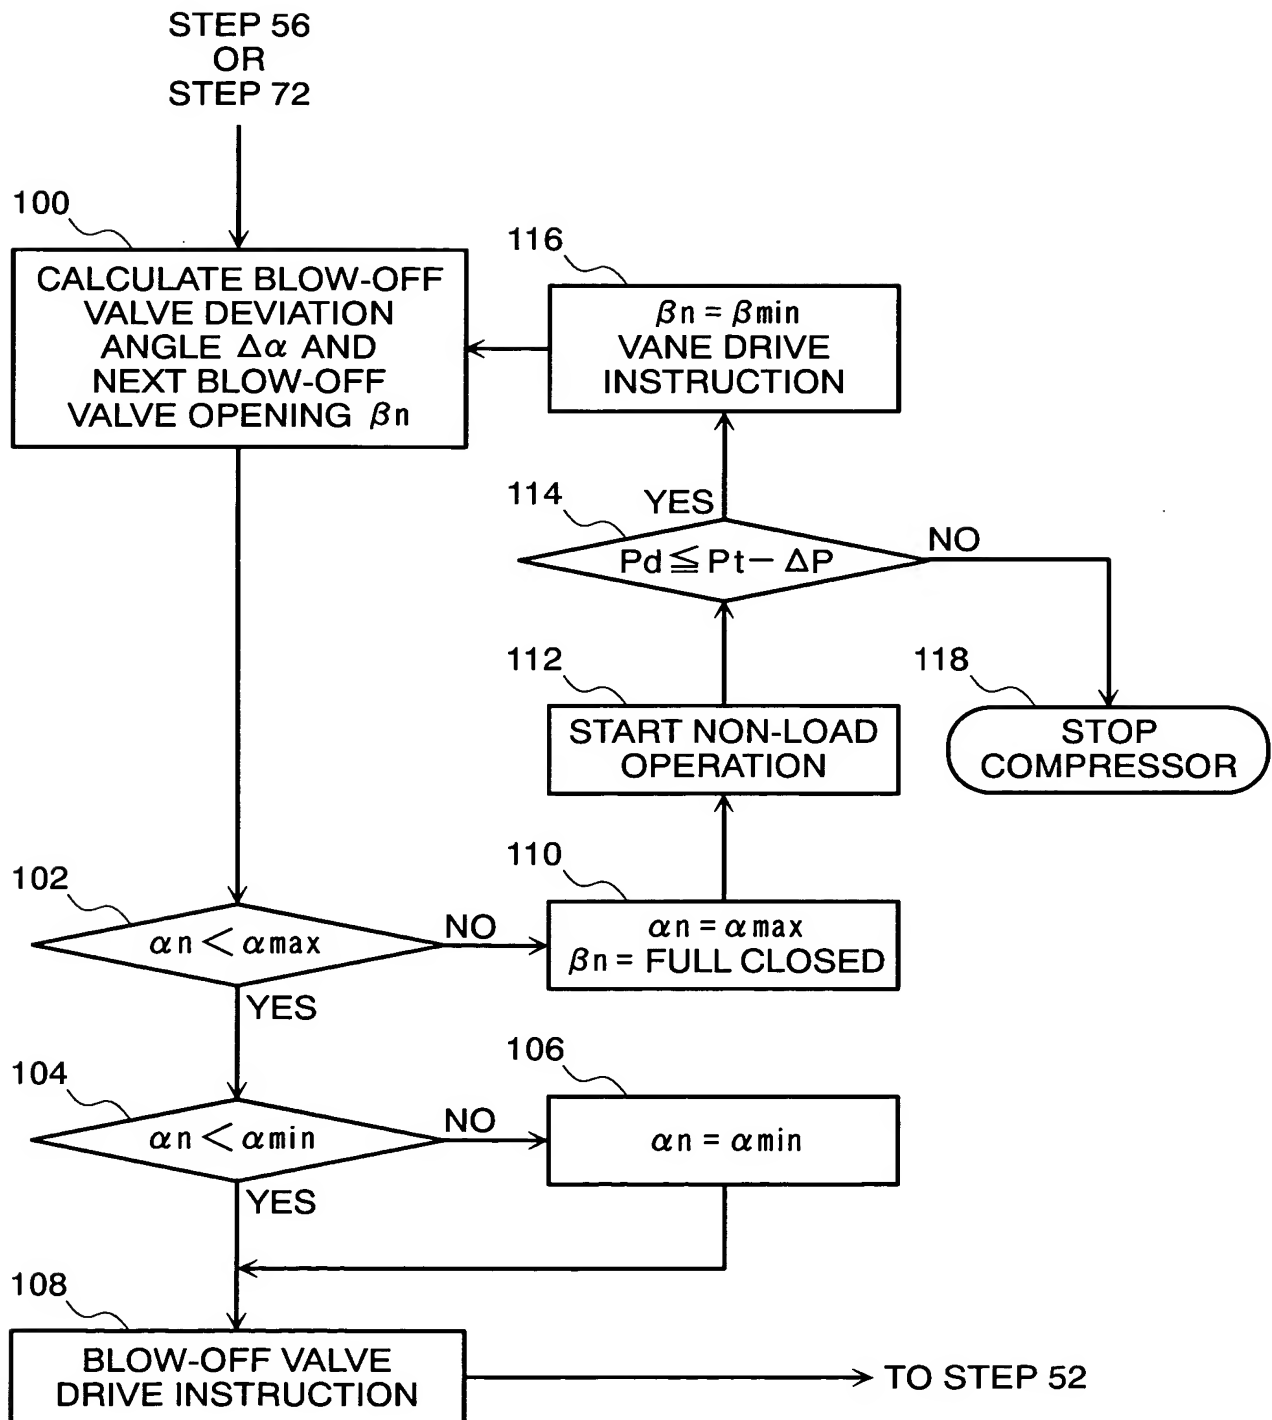 STEP 56
OR
STEP 72
100
CALCULATE BLOW-OFF
VALVE DEVIATION
ANGLE Δα AND
NEXT BLOW-OFF
VALVE OPENING βn
116
βn = βmin
VANE DRIVE
INSTRUCTION
114
YES
Pd ≦ Pt − ΔP
NO
112
START NON-LOAD
OPERATION
118
STOP
COMPRESSOR
110
αn = αmax
βn = FULL CLOSED
102
αn < αmax
NO
YES
104
αn < αmin
NO
YES
106
αn = αmin
108
BLOW-OFF VALVE
DRIVE INSTRUCTION
TO STEP 52